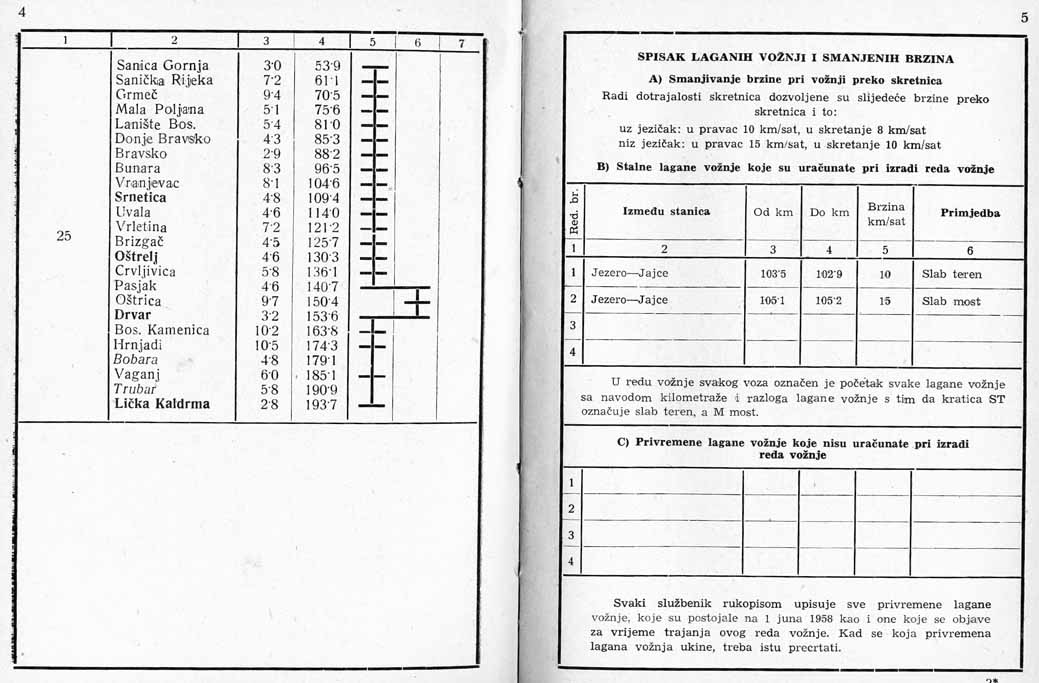 4
1 2 3 4 5 6 7
25
Sanica Gornja 3·0 53·9
Sanička Rijeka 7·2 61·1
Grmeč 9·4 70·5
Mala Poljana 5·1 75·6
Lanište Bos. 5·4 81·0
Donje Bravsko 4·3 85·3
Bravsko 2·9 88·2
Bunara 8·3 96·5
Vranjevac 8·1 104·6
Srnetica 4·8 109·4
Uvala 4·6 114·0
Vrletina 7·2 121·2
Brizgač 4·5 125·7
Oštrelj 4·6 130·3
Crvljivica 5·8 136·1
Pasjak 4·6 140·7
Oštrica 9·7 150·4
Drvar 3·2 153·6
Bos. Kamenica 10·2 163·8
Hrnjadi 10·5 174·3
Bobara 4·8 179·1
Vaganj 6·0 185·1
Trubar 5·8 190·9
Lička Kaldrma 2·8 193·7
5
SPISAK LAGANIH VOŽNJI I SMANJENIH BRZINA
A) Smanjivanje brzine pri vožnji preko skretnica
Radi dotrajalosti skretnica dozvoljene su slijedeće brzine preko
skretnica i to:
uz jezičak: u pravac 10 km/sat, u skretanje 8 km/sat
niz jezičak: u pravac 15 km/sat, u skretanje 10 km/sat
B) Stalne lagane vožnje koje su uračunate pri izradi reda vožnje
Red. br. Između stanica Od km Do km Brzina km/sat Primjedba
1 2 3 4 5 6
1 Jezero—Jajce 103·5 102·9 10 Slab teren
2 Jezero—Jajce 105·1 105·2 15 Slab most
3
4
U redu vožnje svakog voza označen je početak svake lagane vožnje
sa navodom kilometraže i razloga lagane vožnje s tim da kratica ST
označuje slab teren, a M most.
C) Privremene lagane vožnje koje nisu uračunate pri izradi
reda vožnje
1
2
3
4
Svaki službenik rukopisom upisuje sve privremene lagane
vožnje, koje su postojale na 1 juna 1958 kao i one koje se objave
za vrijeme trajanja ovog reda vožnje. Kad se koja privremena
lagana vožnja ukine, treba istu precrtati.
2*